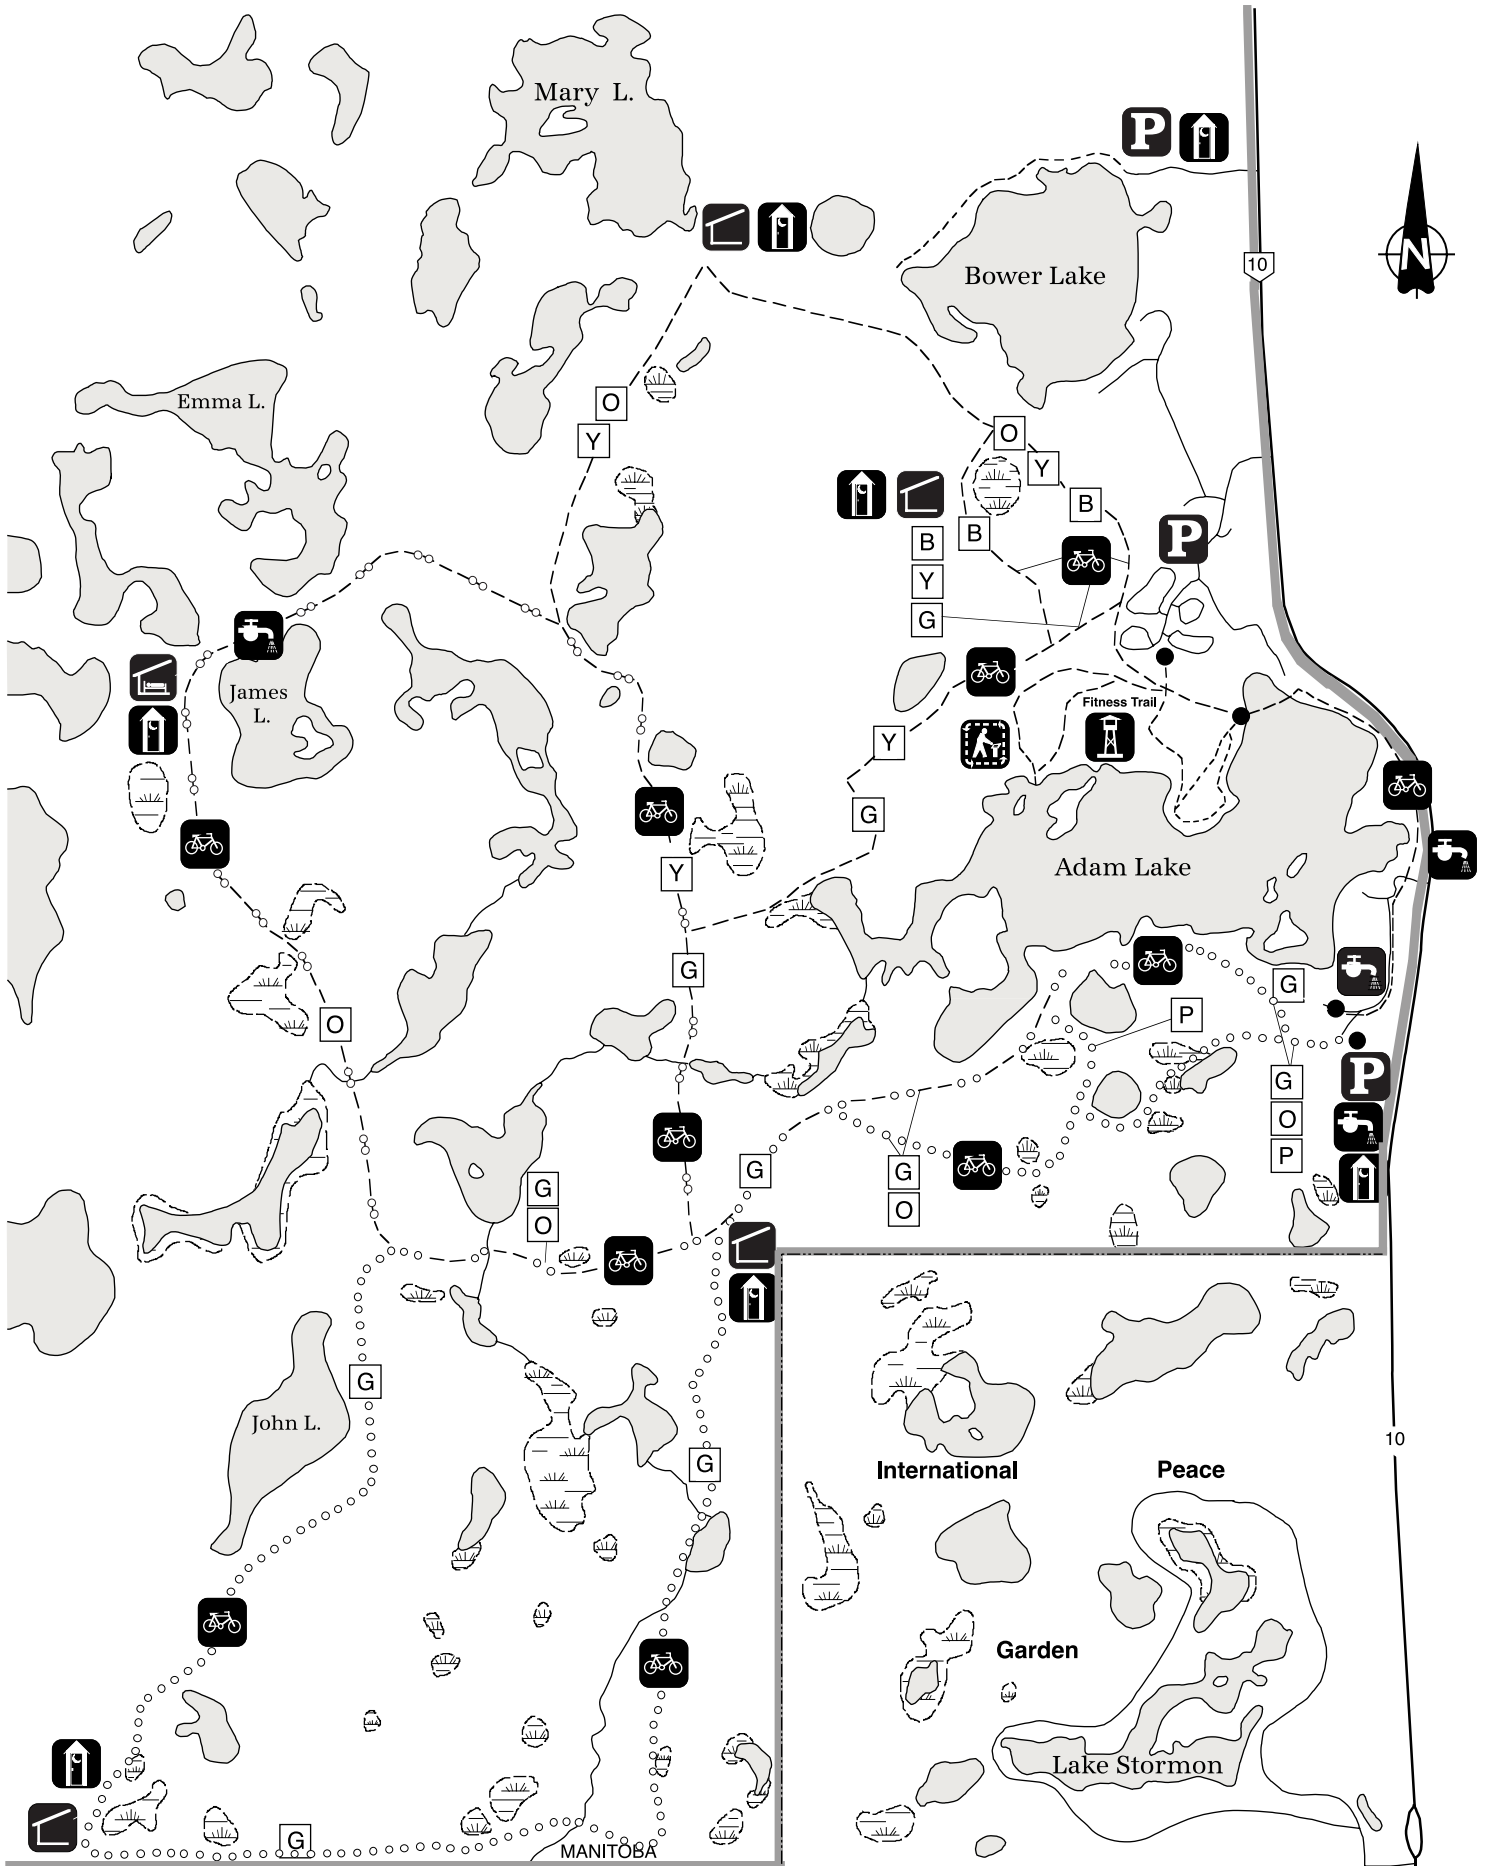 Mary L.
P
10
N
Bower Lake
Emma L.
O
Y
O
Y
B
B
B
Y
G
P
James
L.
Fitness Trail
Y
G
Adam Lake
Y
G
G
P
O
P
G
O
P
G
G
O
G
O
G
John L.
G
10
International Peace
Garden
Lake Stormon
G
MANITOBA